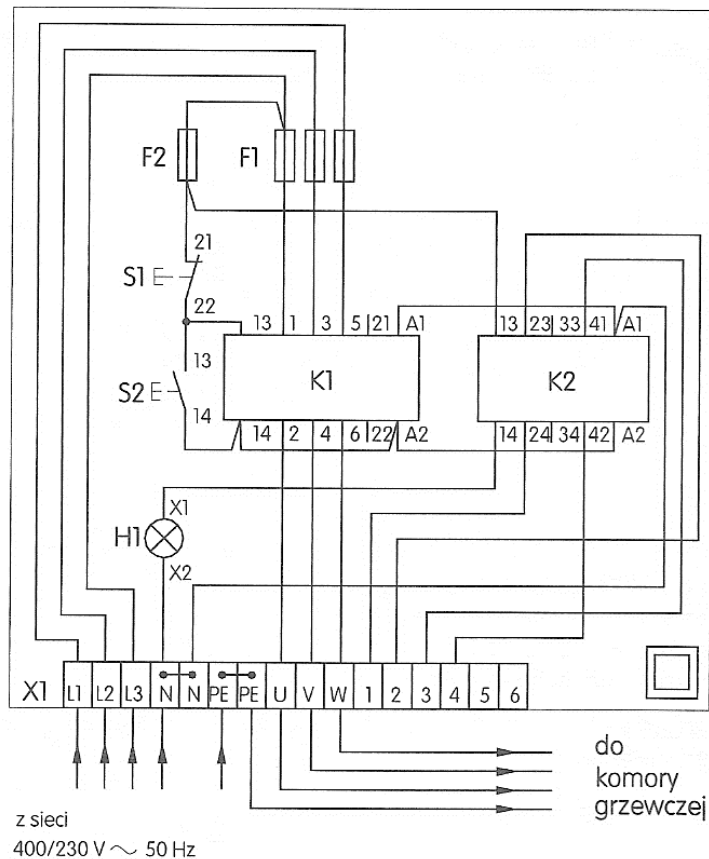 F2 F1
21
S1 E
22
13 1 3 5 21 A1 13 23 33 41 A1
13
S2 E K1 K2
14
14 2 4 6 22 A2 14 24 34 42 A2
X1
H1
X2
X1 L1 L2 L3 N N PE PE U V W 1 2 3 4 5 6
do
komory
grzewczej
z sieci
400/230 V ~ 50 Hz